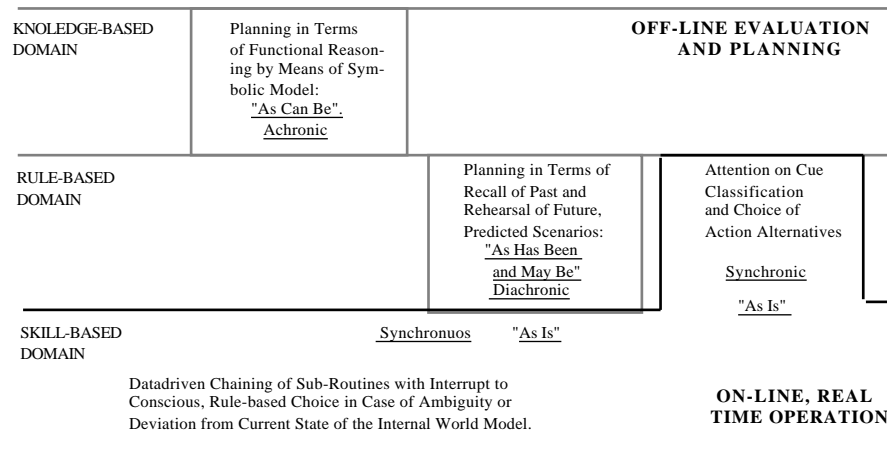 KNOLEDGE-BASED
DOMAIN
Planning in Terms
of Functional Reason-
ing by Means of Sym-
bolic Model:
"As Can Be".
Achronic
OFF-LINE EVALUATION
AND PLANNING
RULE-BASED
DOMAIN
Planning in Terms of
Recall of Past and
Rehearsal of Future,
Predicted Scenarios:
"As Has Been
and May Be"
Diachronic
Attention on Cue
Classification
and Choice of
Action Alternatives
Synchronic
"As Is"
SKILL-BASED
DOMAIN
Synchronuos "As Is"
Datadriven Chaining of Sub-Routines with Interrupt to
Conscious, Rule-based Choice in Case of Ambiguity or
Deviation from Current State of the Internal World Model.
ON-LINE, REAL
TIME OPERATION